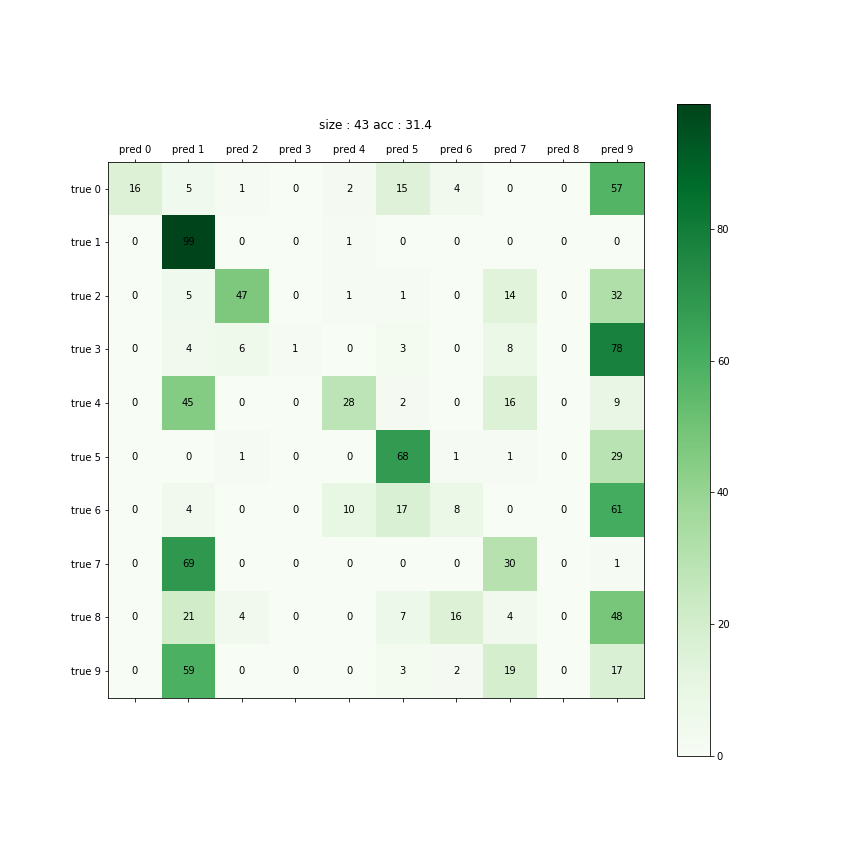 size : 43 acc : 31.4
pred 0 pred 1 pred 2 pred 3 pred 4 pred 5 pred 6 pred 7 pred 8 pred 9
true 0 16 5 1 0 2 15 4 0 0 57
true 1 0 99 0 0 1 0 0 0 0 0
true 2 0 5 47 0 1 1 0 14 0 32
true 3 0 4 6 1 0 3 0 8 0 78
true 4 0 45 0 0 28 2 0 16 0 9
true 5 0 0 1 0 0 68 1 1 0 29
true 6 0 4 0 0 10 17 8 0 0 61
true 7 0 69 0 0 0 0 0 30 0 1
true 8 0 21 4 0 0 7 16 4 0 48
true 9 0 59 0 0 0 3 2 19 0 17
80
60
40
20
0